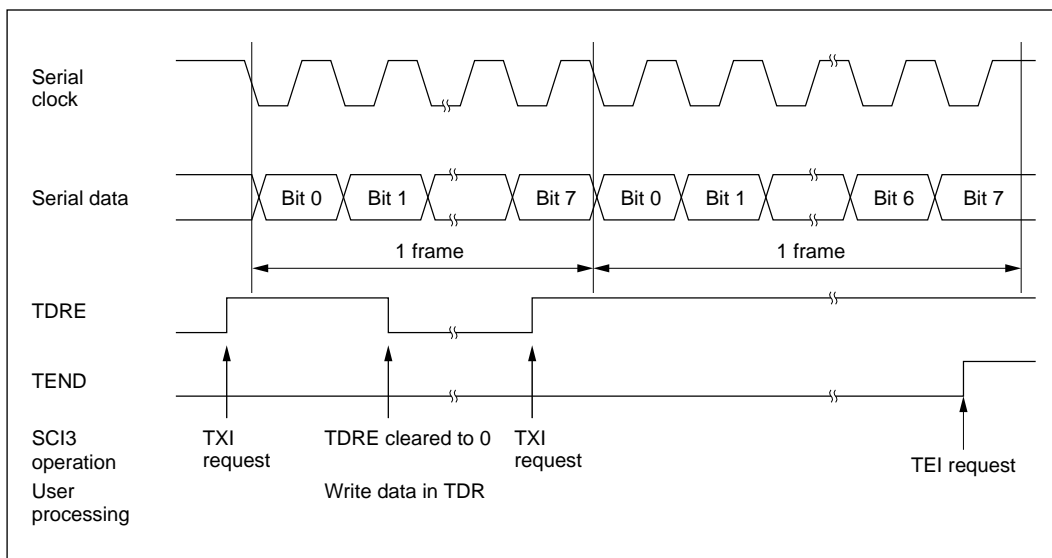 Serial
clock
Serial data
Bit 0
Bit 1
Bit 7
Bit 0
Bit 1
Bit 6
Bit 7
1 frame
1 frame
TDRE
TEND
SCI3
operation
TXI
request
TDRE cleared to 0
TXI
request
TEI request
User
processing
Write data in TDR